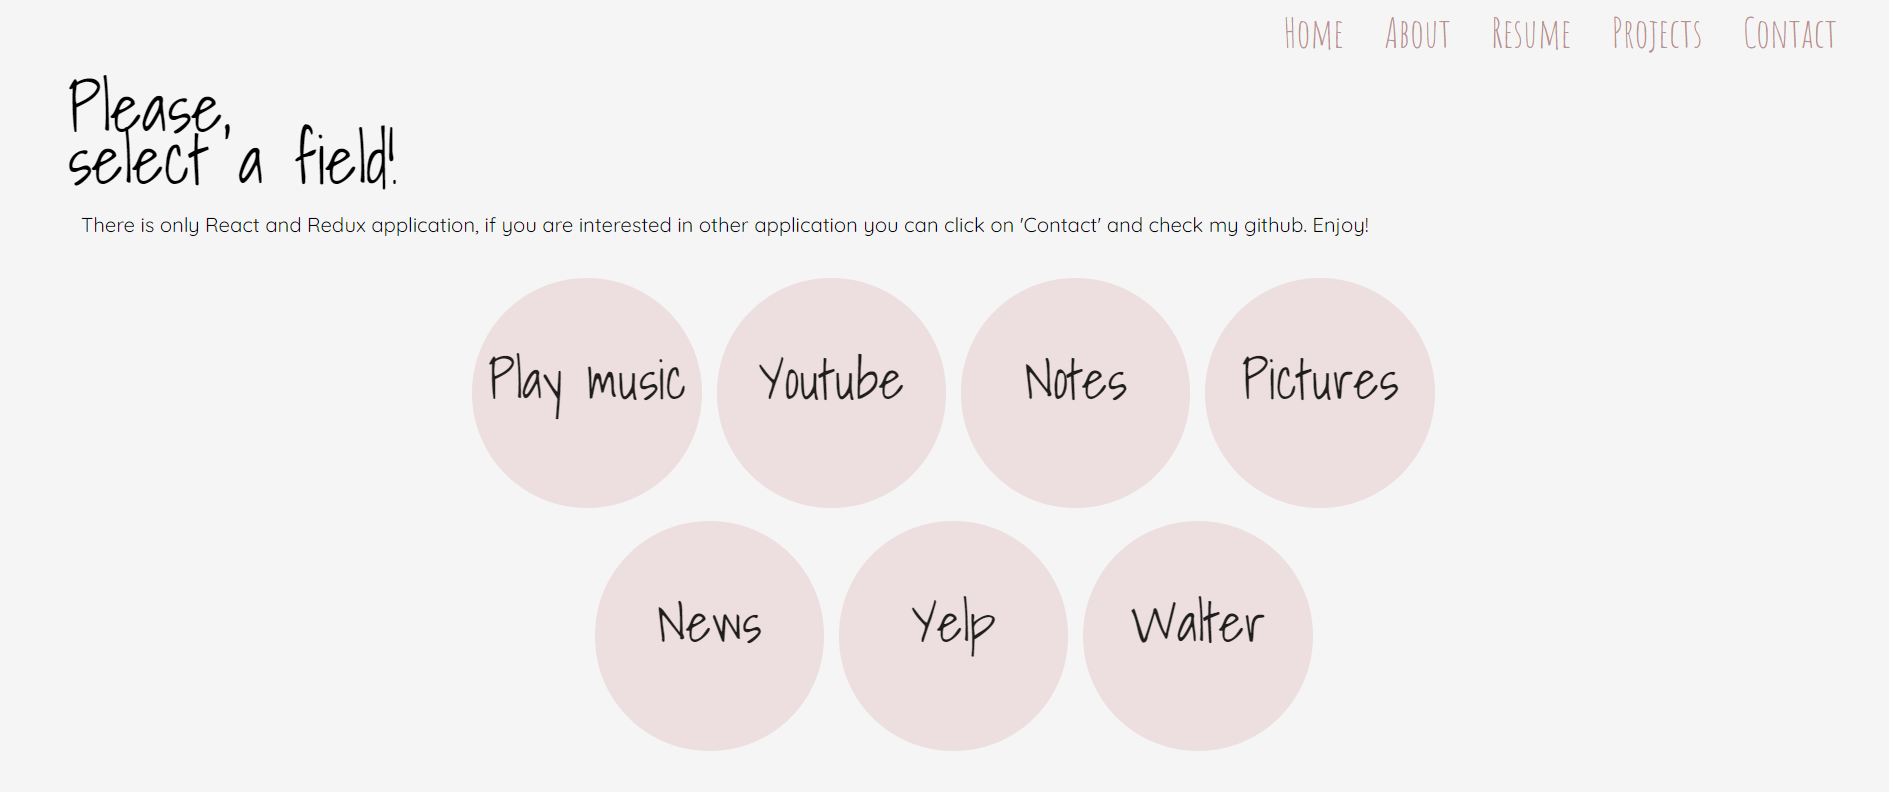 Home About Resume Projects Contact
Please,
select a field!
There is only React and Redux application, if you are interested in other application you can click on 'Contact' and check my github. Enjoy!
Play music Youtube Notes Pictures
News Yelp Walter